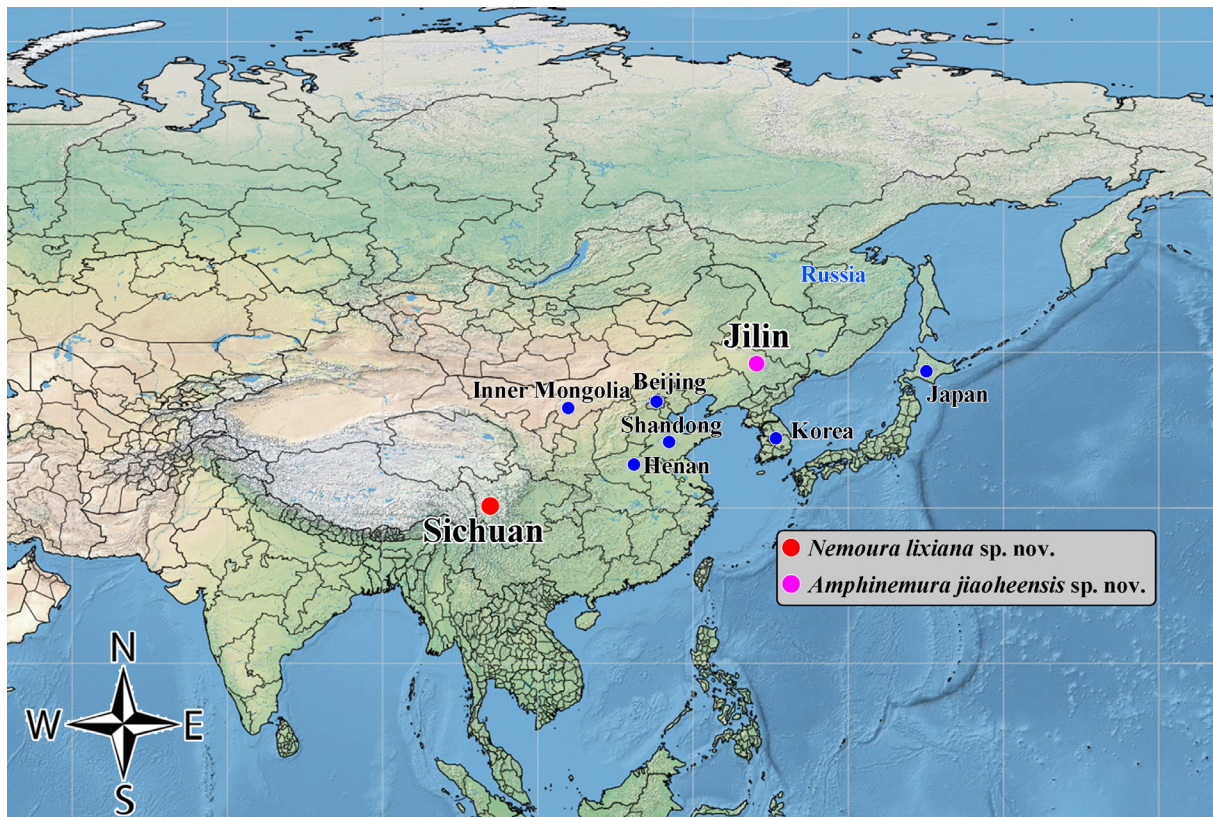 Russia
Jilin
Inner Mongolia
Beijing
Japan
Shandong
Korea
Henan
Sichuan
Nemoura lixiana sp. nov.
Amphinemura jiaoheensis sp. nov.
N
W
E
S